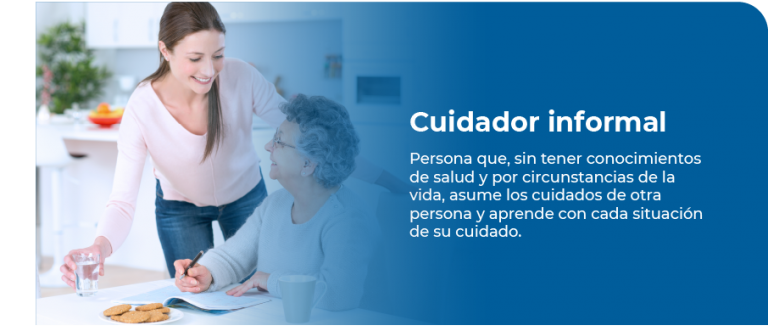 Cuidador informal
Persona que, sin tener conocimientos
de salud y por circunstancias de la
vida, asume los cuidados de otra
persona y aprende con cada situación
de su cuidado.